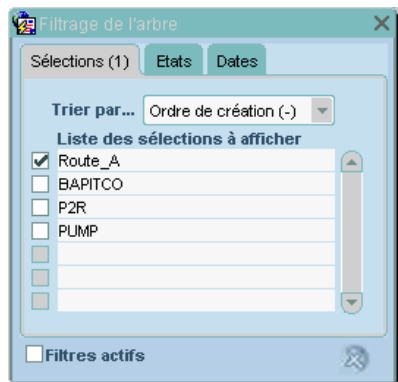 Filtrage de l'arbre
Sélections (1) Etats Dates
Trier par... Ordre de création (-)
Liste des sélections à afficher
Route_A
BAPITCO
P2R
PUMP
Filtres actifs